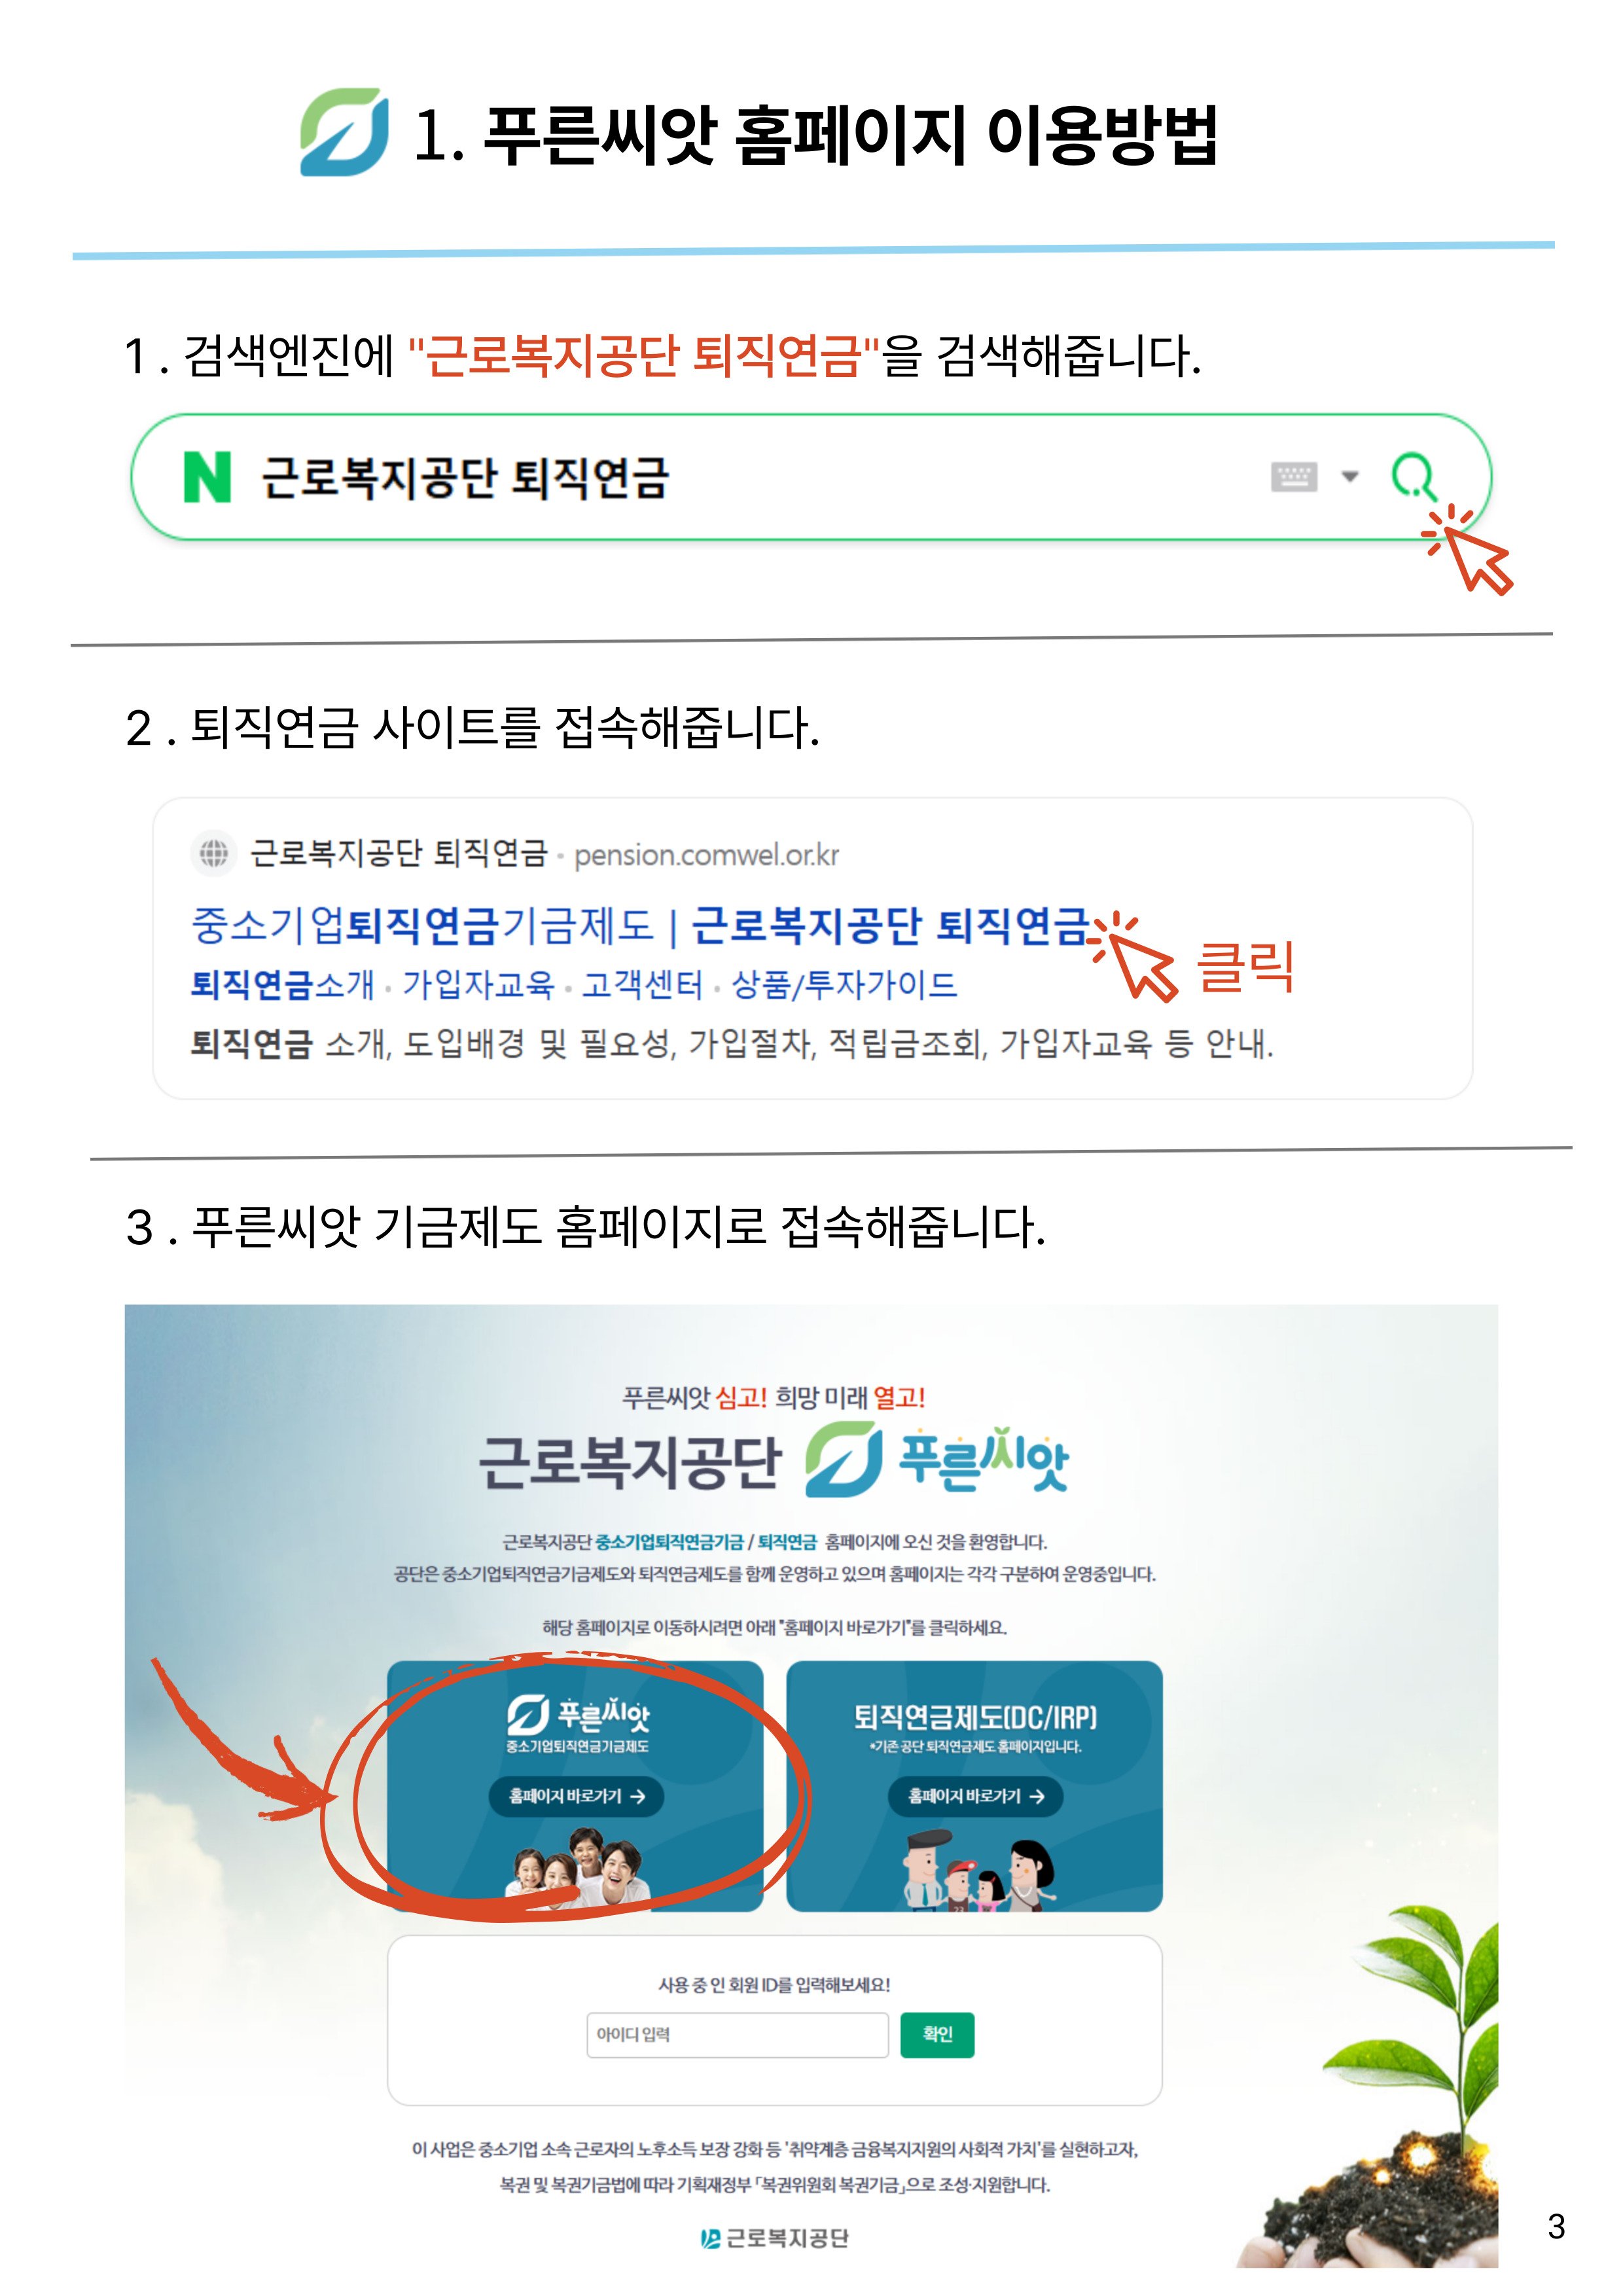 1. 푸른씨앗 홈페이지 이용방법
1 . 검색엔진에 "근로복지공단 퇴직연금"을 검색해줍니다.
N 근로복지공단 퇴직연금
2 . 퇴직연금 사이트를 접속해줍니다.
근로복지공단 퇴직연금 · pension.comwel.or.kr
중소기업퇴직연금기금제도 | 근로복지공단 퇴직연금
클릭
퇴직연금소개 · 가입자교육 · 고객센터 · 상품/투자가이드
퇴직연금 소개, 도입배경 및 필요성, 가입절차, 적립금조회, 가입자교육 등 안내.
3 . 푸른씨앗 기금제도 홈페이지로 접속해줍니다.
푸른씨앗 심고! 희망 미래 열고!
근로복지공단 푸른씨앗
근로복지공단 중소기업퇴직연금기금 / 퇴직연금 홈페이지에 오신 것을 환영합니다.
공단은 중소기업퇴직연금기금제도와 퇴직연금제도를 함께 운영하고 있으며 홈페이지는 각각 구분하여 운영중입니다.
해당 홈페이지로 이동하시려면 아래 "홈페이지 바로가기"를 클릭하세요.
푸른씨앗
중소기업퇴직연금기금제도
홈페이지 바로가기 →
퇴직연금제도(DC/IRP)
*기존 공단 퇴직연금제도 홈페이지입니다.
홈페이지 바로가기 →
23
사용 중 인 회원 ID를 입력해보세요!
아이디 입력
확인
이 사업은 중소기업 소속 근로자의 노후소득 보장 강화 등 '취약계층 금융복지지원의 사회적 가치'를 실현하고자,
복권 및 복권기금법에 따라 기획재정부 「복권위원회 복권기금」으로 조성·지원합니다.
근로복지공단
3